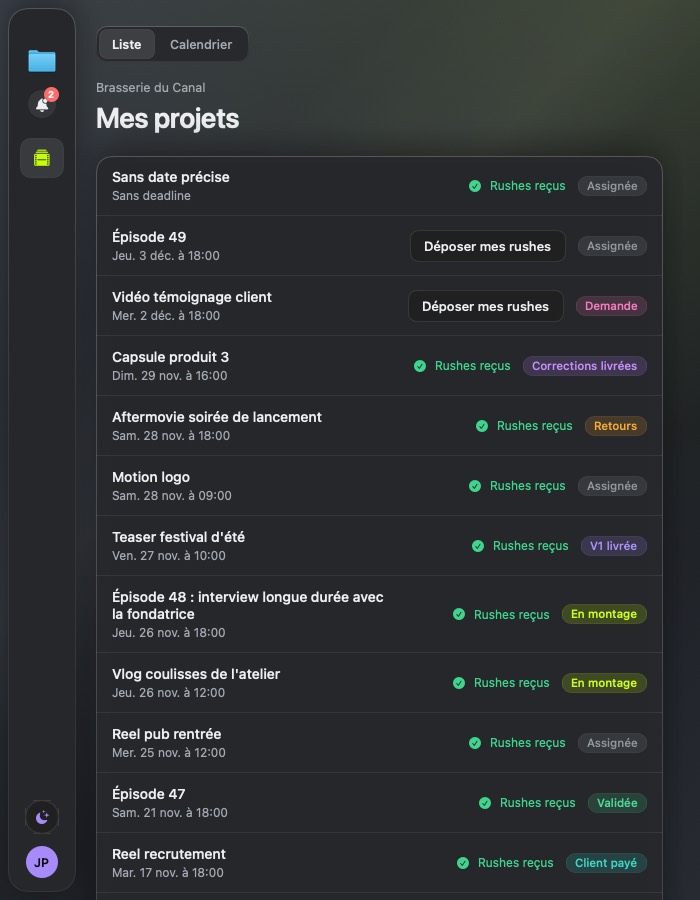 Liste
Calendrier
2
Brasserie du Canal
Mes projets
Sans date précise
Sans deadline
Rushes reçus
Assignée
Épisode 49
Jeu. 3 déc. à 18:00
Déposer mes rushes
Assignée
Vidéo témoignage client
Mer. 2 déc. à 18:00
Déposer mes rushes
Demande
Capsule produit 3
Dim. 29 nov. à 16:00
Rushes reçus
Corrections livrées
Aftermovie soirée de lancement
Sam. 28 nov. à 18:00
Rushes reçus
Retours
Motion logo
Sam. 28 nov. à 09:00
Rushes reçus
Assignée
Teaser festival d'été
Ven. 27 nov. à 10:00
Rushes reçus
V1 livrée
Épisode 48 : interview longue durée avec
la fondatrice
Jeu. 26 nov. à 18:00
Rushes reçus
En montage
Vlog coulisses de l'atelier
Jeu. 26 nov. à 12:00
Rushes reçus
En montage
Reel pub rentrée
Mer. 25 nov. à 12:00
Rushes reçus
Assignée
Épisode 47
Sam. 21 nov. à 18:00
Rushes reçus
Validée
Reel recrutement
Mar. 17 nov. à 18:00
Rushes reçus
Client payé
JP